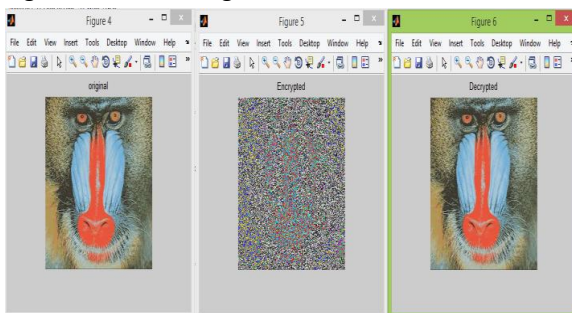 Figure 4
File Edit View Insert Tools Desktop Window Help
original
Figure 5
File Edit View Insert Tools Desktop Window Help
Encrypted
Figure 6
File Edit View Insert Tools Desktop Window Help
Decrypted